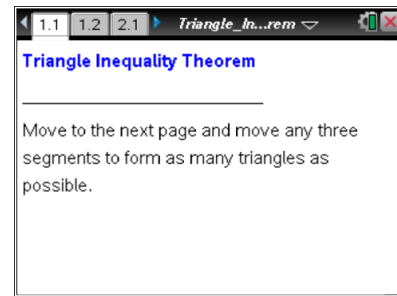 1.1 1.2 2.1 Triangle_In...rem
Triangle Inequality Theorem
Move to the next page and move any three
segments to form as many triangles as
possible.